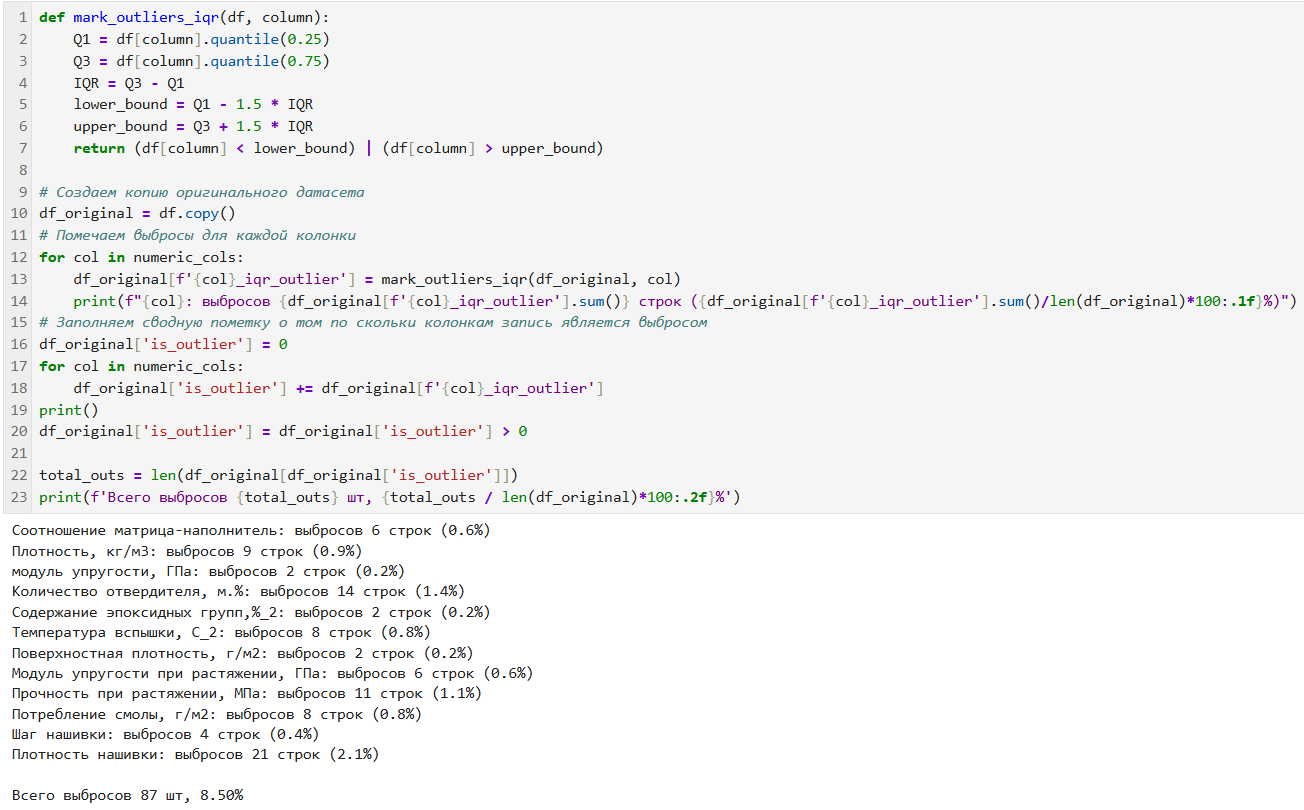 1 def mark_outliers_iqr(df, column):
2     Q1 = df[column].quantile(0.25)
3     Q3 = df[column].quantile(0.75)
4     IQR = Q3 - Q1
5     lower_bound = Q1 - 1.5 * IQR
6     upper_bound = Q3 + 1.5 * IQR
7     return (df[column] < lower_bound) | (df[column] > upper_bound)
8
9 # Создаем копию оригинального датасета
10 df_original = df.copy()
11 # Помечаем выбросы для каждой колонки
12 for col in numeric_cols:
13     df_original[f'{col}_iqr_outlier'] = mark_outliers_iqr(df_original, col)
14     print(f"{col}: выбросов {df_original[f'{col}_iqr_outlier'].sum()} строк ({df_original[f'{col}_iqr_outlier'].sum()/len(df_original)*100:.1f}%)")
15 # Заполняем сводную пометку о том по скольки колонкам запись является выбросом
16 df_original['is_outlier'] = 0
17 for col in numeric_cols:
18     df_original['is_outlier'] += df_original[f'{col}_iqr_outlier']
19 print()
20 df_original['is_outlier'] = df_original['is_outlier'] > 0
21
22 total_outs = len(df_original[df_original['is_outlier']])
23 print(f'Всего выбросов {total_outs} шт, {total_outs / len(df_original)*100:.2f}%')
Соотношение матрица-наполнитель: выбросов 6 строк (0.6%)
Плотность, кг/м3: выбросов 9 строк (0.9%)
модуль упругости, ГПа: выбросов 2 строк (0.2%)
Количество отвердителя, м.%: выбросов 14 строк (1.4%)
Содержание эпоксидных групп,%_2: выбросов 2 строк (0.2%)
Температура вспышки, С_2: выбросов 8 строк (0.8%)
Поверхностная плотность, г/м2: выбросов 2 строк (0.2%)
Модуль упругости при растяжении, ГПа: выбросов 6 строк (0.6%)
Прочность при растяжении, МПа: выбросов 11 строк (1.1%)
Потребление смолы, г/м2: выбросов 8 строк (0.8%)
Шаг нашивки: выбросов 4 строк (0.4%)
Плотность нашивки: выбросов 21 строк (2.1%)

Всего выбросов 87 шт, 8.50%